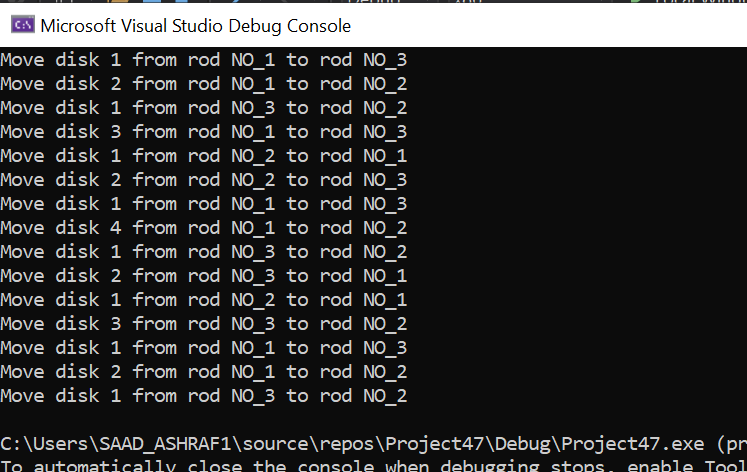 Microsoft Visual Studio Debug Console
Move disk 1 from rod NO_1 to rod NO_3
Move disk 2 from rod NO_1 to rod NO_2
Move disk 1 from rod NO_3 to rod NO_2
Move disk 3 from rod NO_1 to rod NO_3
Move disk 1 from rod NO_2 to rod NO_1
Move disk 2 from rod NO_2 to rod NO_3
Move disk 1 from rod NO_1 to rod NO_3
Move disk 4 from rod NO_1 to rod NO_2
Move disk 1 from rod NO_3 to rod NO_2
Move disk 2 from rod NO_3 to rod NO_1
Move disk 1 from rod NO_2 to rod NO_1
Move disk 3 from rod NO_3 to rod NO_2
Move disk 1 from rod NO_1 to rod NO_3
Move disk 2 from rod NO_1 to rod NO_2
Move disk 1 from rod NO_3 to rod NO_2
C:\Users\SAAD_ASHRAF1\source\repos\Project47\Debug\Project47.exe (pr
To automatically close the console when debugging stops, enable Tool